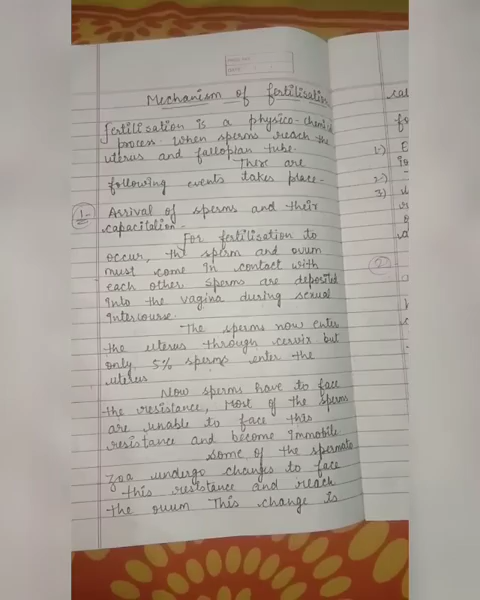 Mechanism of fertilisation
Fertilisation is a physico-chemical
process. When sperms reach the
uterus and fallopian tube.
There are
following events takes place-
1- Arrival of sperms and their
capacitation-
For fertilisation to
occur, the sperm and ovum
must come in contact with
each other. Sperms are deposited
into the vagina during sexual
intercourse.
The sperms now enter
the uterus through cervix but
only 5% sperms enter the
uterus
Now sperms have to face
the resistance, Most of the sperms
are unable to face this
resistance and become immobile
some of the spermato
zoa undergo changes to face
this resistance and reach
the ovum This change is
1)
2)
3)
2